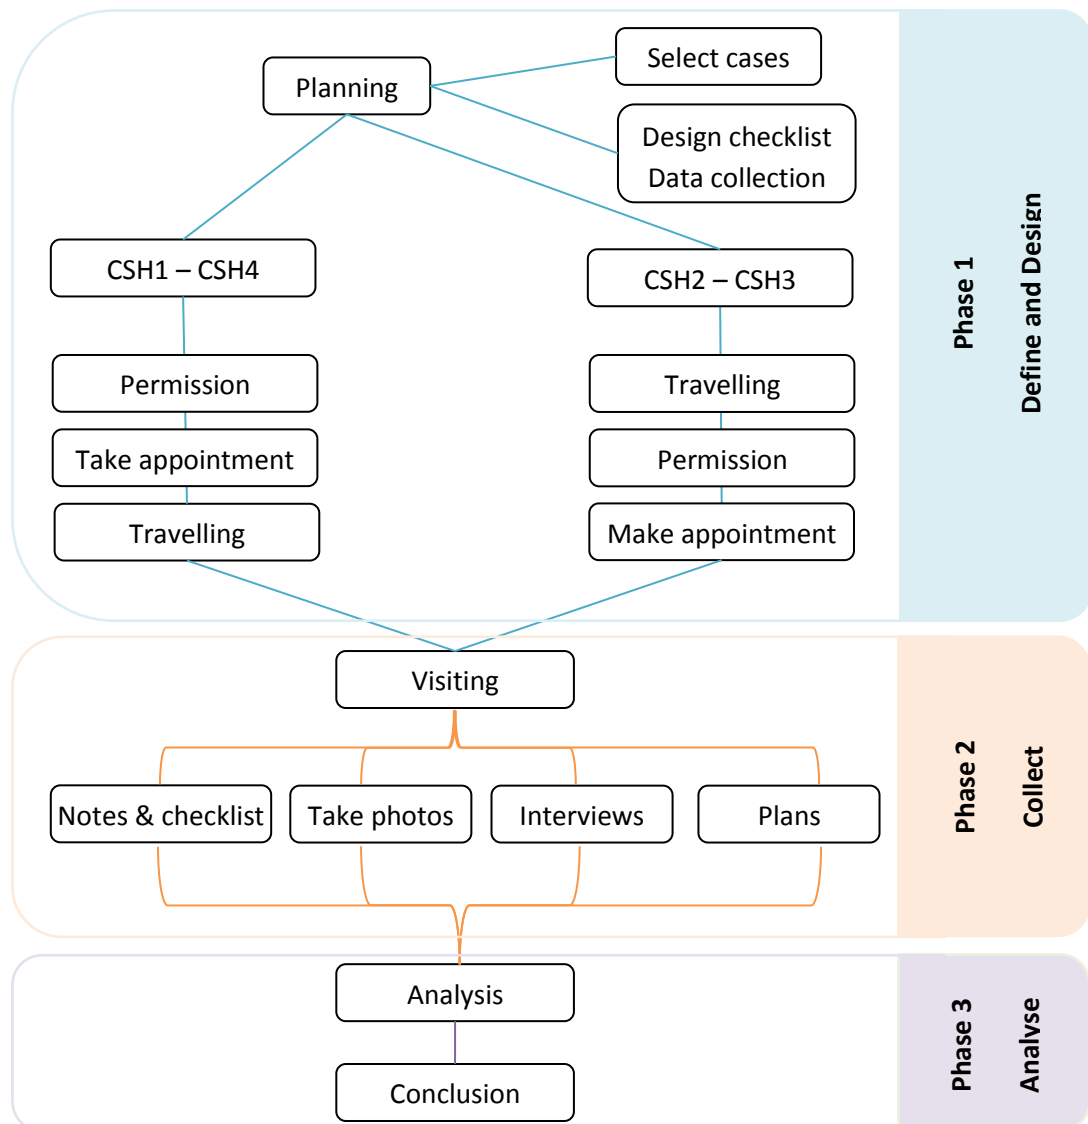 Select cases
Planning
Design checklist
Data collection
CSH1 – CSH4
CSH2 – CSH3
Permission
Travelling
Take appointment
Permission
Travelling
Make appointment
Phase 1
Define and Design
Visiting
Notes & checklist
Take photos
Interviews
Plans
Phase 2
Collect
Analysis
Conclusion
Phase 3
Analyse